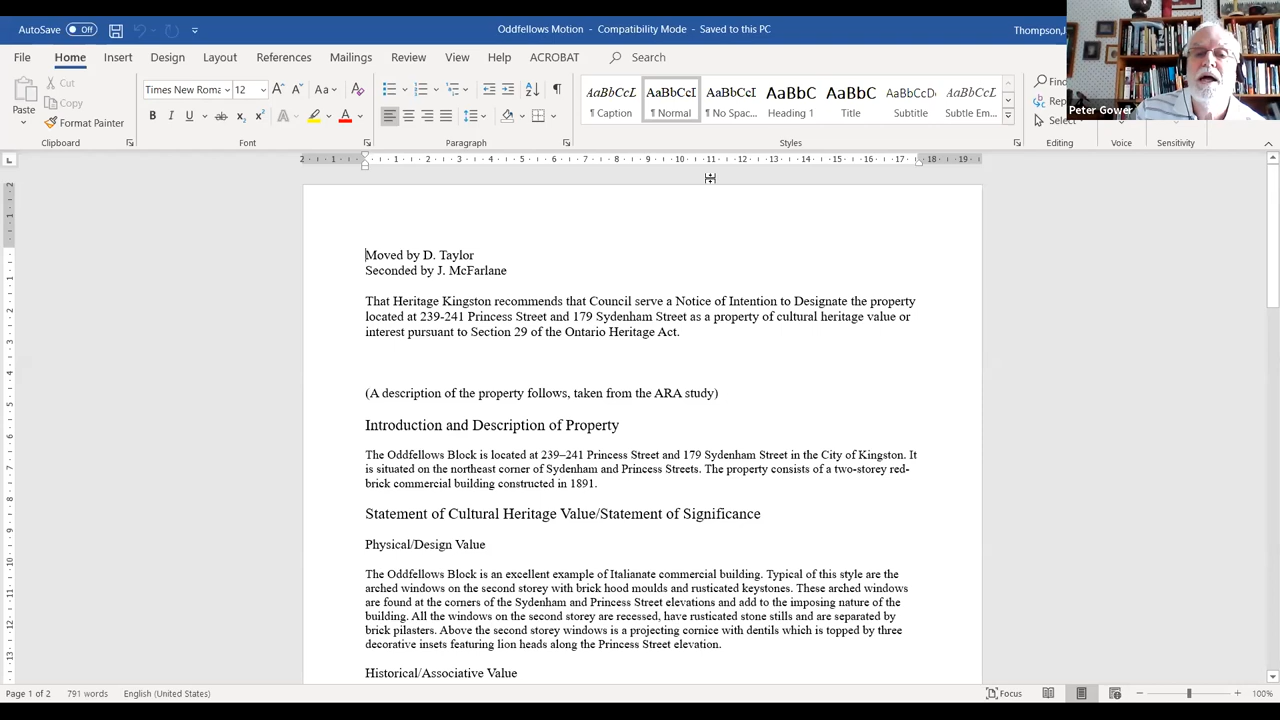 AutoSave Off
Oddfellows Motion - Compatibility Mode - Saved to this PC
Peter Gower
File Home Insert Design Layout References Mailings Review View Help ACROBAT Search
Paste
Cut
Copy
Format Painter
Clipboard
Times New Roma 12
Font
Paragraph
AaBbCcI AaBbCcI AaBbCcI AaBbC AaBbC AaBbCcD AaBbCcI
¶ Caption ¶ Normal ¶ No Spac... Heading 1 Title Subtitle Subtle Em...
Styles
Select
Editing
Voice
Sensitivity
Moved by D. Taylor
Seconded by J. McFarlane
That Heritage Kingston recommends that Council serve a Notice of Intention to Designate the property
located at 239-241 Princess Street and 179 Sydenham Street as a property of cultural heritage value or
interest pursuant to Section 29 of the Ontario Heritage Act.
(A description of the property follows, taken from the ARA study)
Introduction and Description of Property
The Oddfellows Block is located at 239–241 Princess Street and 179 Sydenham Street in the City of Kingston. It
is situated on the northeast corner of Sydenham and Princess Streets. The property consists of a two-storey red-
brick commercial building constructed in 1891.
Statement of Cultural Heritage Value/Statement of Significance
Physical/Design Value
The Oddfellows Block is an excellent example of Italianate commercial building. Typical of this style are the
arched windows on the second storey with brick hood moulds and rusticated keystones. These arched windows
are found at the corners of the Sydenham and Princess Street elevations and add to the imposing nature of the
building. All the windows on the second storey are recessed, have rusticated stone stills and are separated by
brick pilasters. Above the second storey windows is a projecting cornice with dentils which is topped by three
decorative insets featuring lion heads along the Princess Street elevation.
Historical/Associative Value
Page 1 of 2 791 words English (United States)
Focus 100%